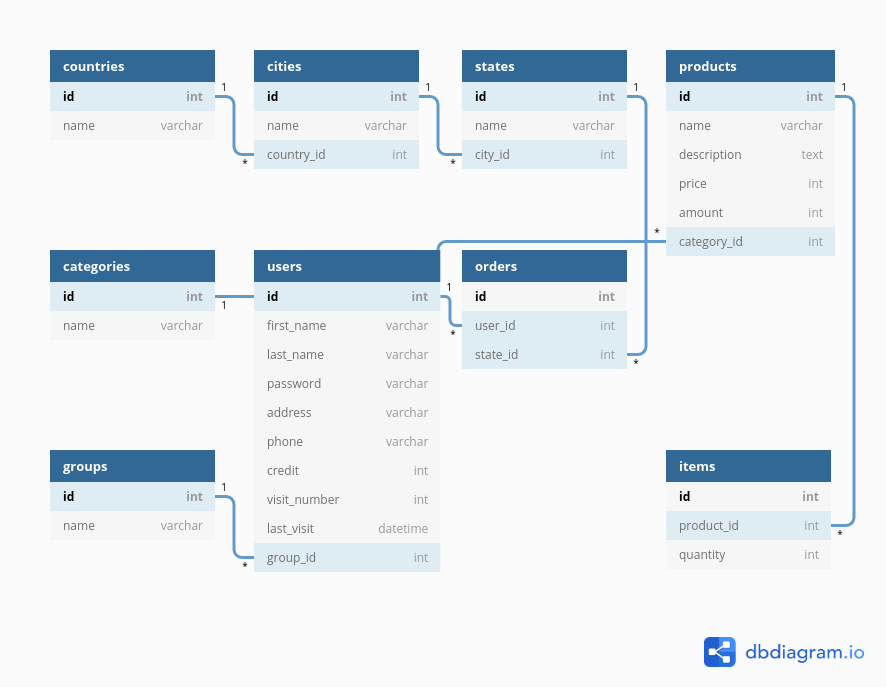 countries
id int
name varchar
1
*
cities
id int
name varchar
country_id int
1
*
states
id int
name varchar
city_id int
1
*
products
id int
name varchar
description text
price int
amount int
category_id int
1
*
categories
id int
name varchar
1
users
id int
first_name varchar
last_name varchar
password varchar
address varchar
phone varchar
credit int
visit_number int
last_visit datetime
group_id int
1
*
orders
id int
user_id int
state_id int
*
groups
id int
name varchar
1
*
items
id int
product_id int
quantity int
dbdiagram.io